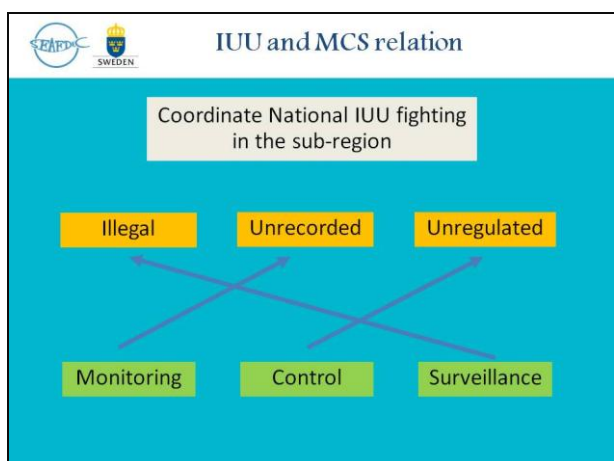 SEAFDEC
SWEDEN
IUU and MCS relation
Coordinate National IUU fighting
in the sub-region
Illegal
Unrecorded
Unregulated
Monitoring
Control
Surveillance